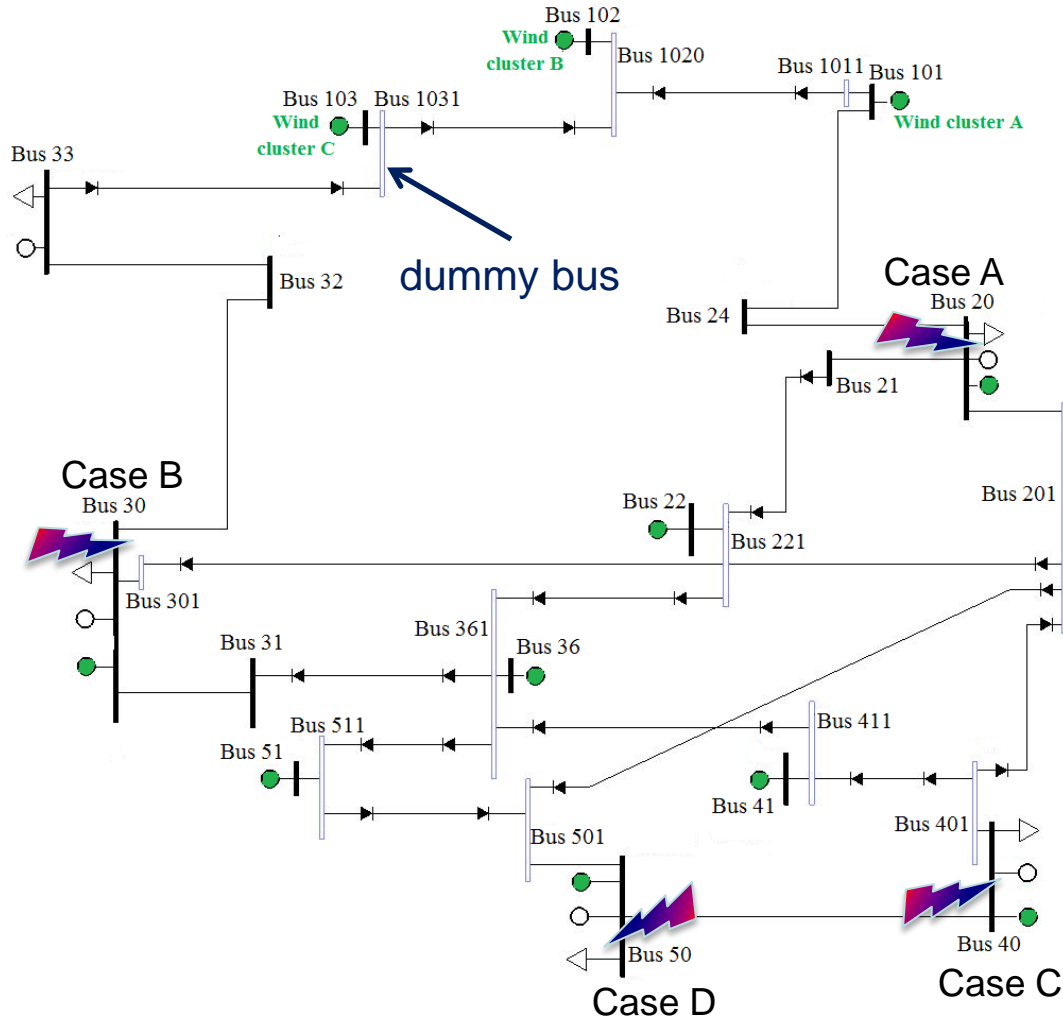 Bus 102
Wind
cluster B
Bus 1020
Bus 1011
Bus 101
Wind cluster A
Bus 103
Bus 1031
Wind
cluster C
Bus 33
dummy bus
Bus 32
Case A
Bus 20
Bus 24
Bus 21
Case B
Bus 30
Bus 201
Bus 22
Bus 221
Bus 301
Bus 361
Bus 31
Bus 36
Bus 511
Bus 411
Bus 51
Bus 41
Bus 401
Bus 501
Bus 50
Bus 40
Case C
Case D